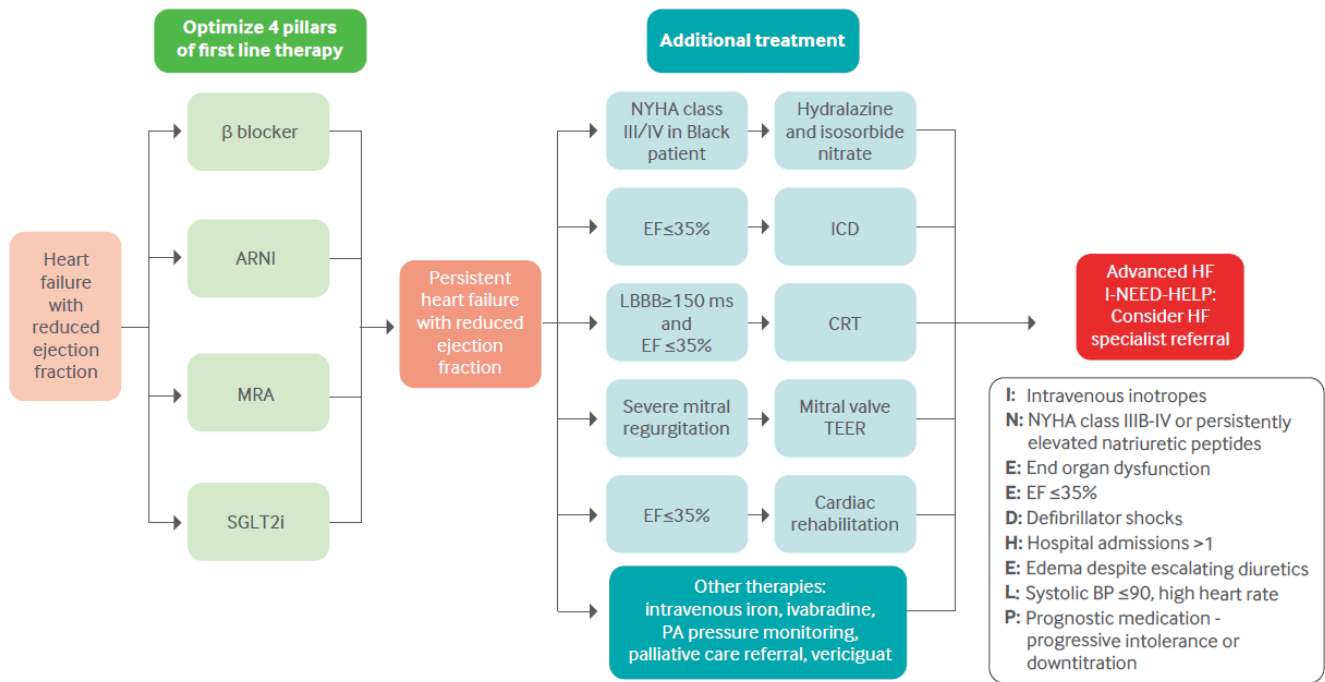 Optimize 4 pillars
of first line therapy
Additional treatment
Heart
failure
with
reduced
ejection
fraction
β blocker
ARNI
MRA
SGLT2i
Persistent
heart failure
with reduced
ejection
fraction
NYHA class
III/IV in Black
patient
Hydralazine
and isosorbide
nitrate
EF≤35%
ICD
LBBB≥150 ms
and
EF ≤35%
CRT
Severe mitral
regurgitation
Mitral valve
TEER
EF≤35%
Cardiac
rehabilitation
Other therapies:
intravenous iron, ivabradine,
PA pressure monitoring,
palliative care referral, vericiguat
Advanced HF
I-NEED-HELP:
Consider HF
specialist referral
I: Intravenous inotropes
N: NYHA class IIIB-IV or persistently
elevated natriuretic peptides
E: End organ dysfunction
E: EF ≤35%
D: Defibrillator shocks
H: Hospital admissions >1
E: Edema despite escalating diuretics
L: Systolic BP ≤90, high heart rate
P: Prognostic medication -
progressive intolerance or
downtitration